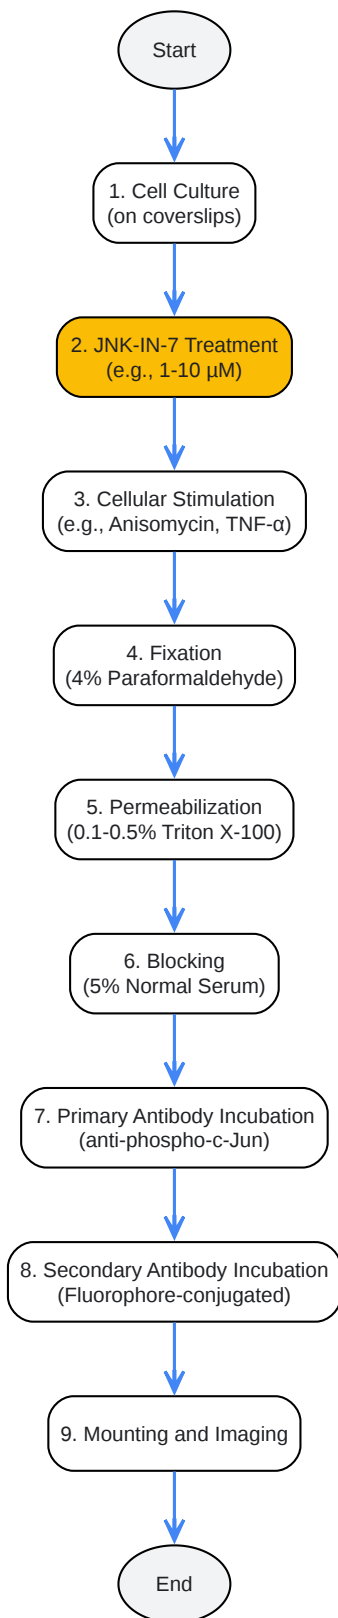 Start
1. Cell Culture
(on coverslips)
2. JNK-IN-7 Treatment
(e.g., 1-10 µM)
3. Cellular Stimulation
(e.g., Anisomycin, TNF-α)
4. Fixation
(4% Paraformaldehyde)
5. Permeabilization
(0.1-0.5% Triton X-100)
6. Blocking
(5% Normal Serum)
7. Primary Antibody Incubation
(anti-phospho-c-Jun)
8. Secondary Antibody Incubation
(Fluorophore-conjugated)
9. Mounting and Imaging
End